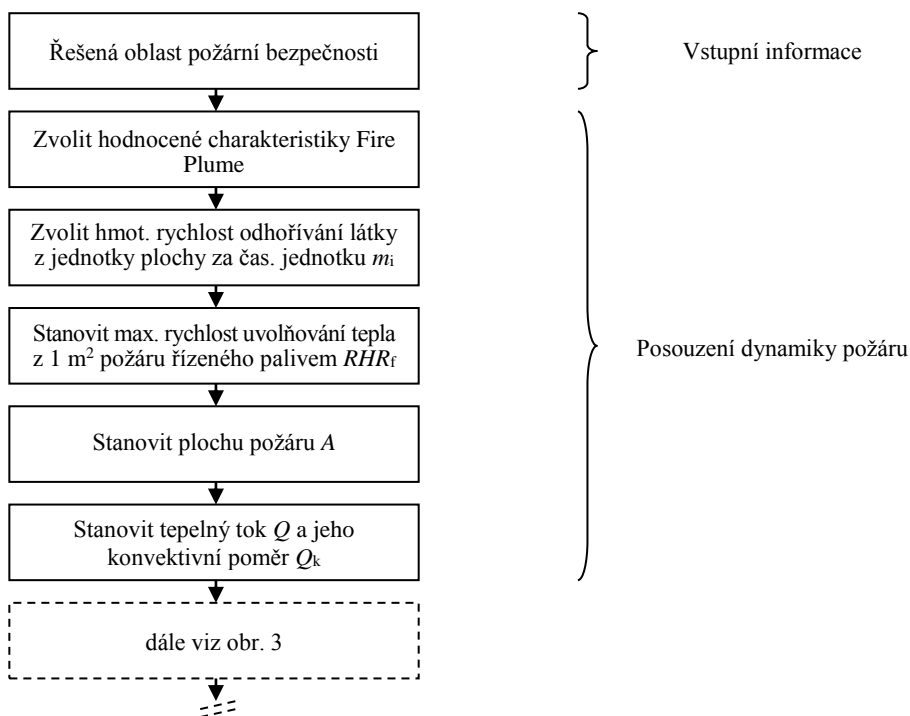 Řešená oblast požární bezpečnosti
Vstupní informace
Zvolit hodnocené charakteristiky Fire
Plume
Zvolit hmot. rychlost odhořívání látky
z jednotky plochy za čas. jednotku mi
Stanovit max. rychlost uvolňování tepla
z 1 m² požáru řízeného palivem RHRf
Posouzení dynamiky požáru
Stanovit plochu požáru A
Stanovit tepelný tok Q a jeho
konvektivní poměr Qk
dále viz obr. 3